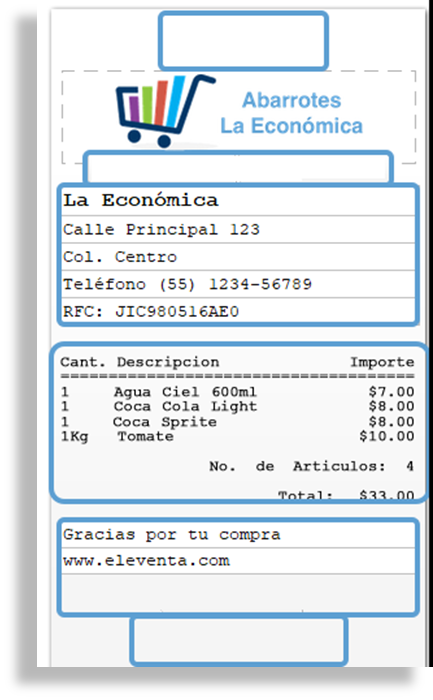 Abarrotes
La Económica
La Económica
Calle Principal 123
Col. Centro
Teléfono (55) 1234-56789
RFC: JIC980516AE0
Cant. Descripcion Importe
======================================
1 Agua Ciel 600ml $7.00
1 Coca Cola Light $8.00
1 Coca Sprite $8.00
1Kg Tomate $10.00
No. de Articulos: 4
Total: $33.00
Gracias por tu compra
www.eleventa.com